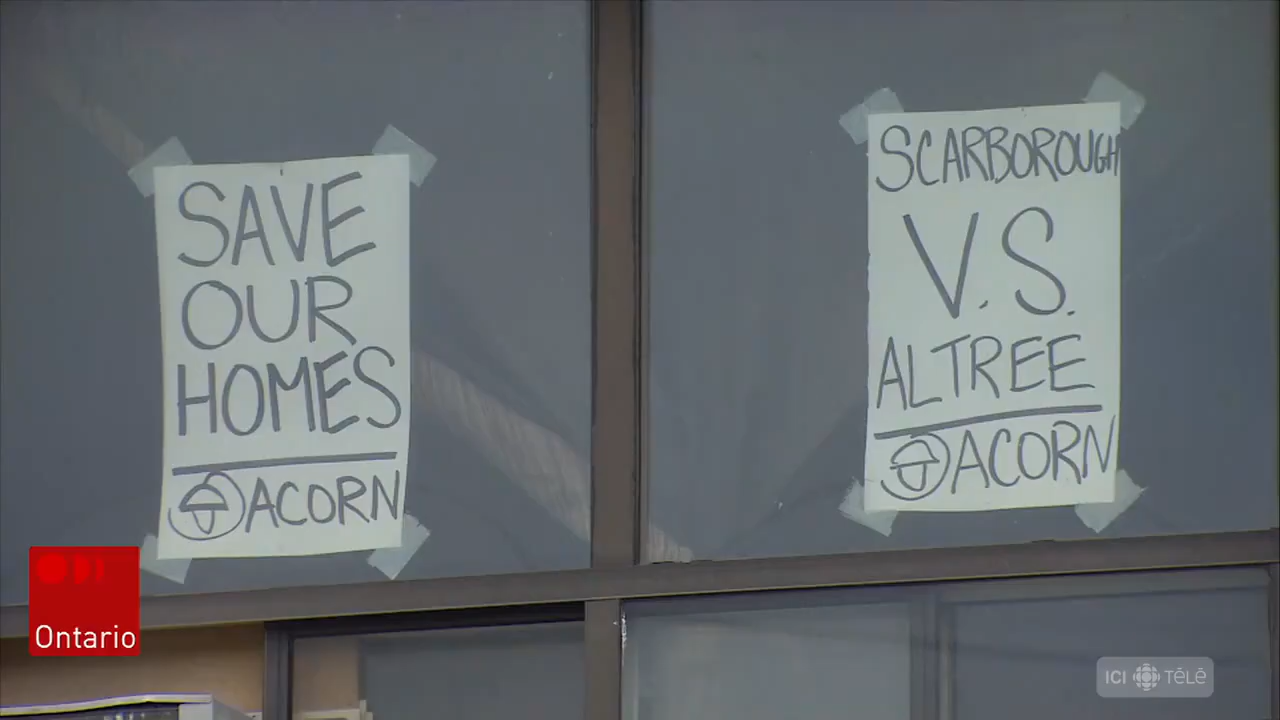 SAVE
OUR
HOMES
ACORN
SCARBOROUGH
V.S.
ALTREE
ACORN
Ontario
ICI TÉLÉ